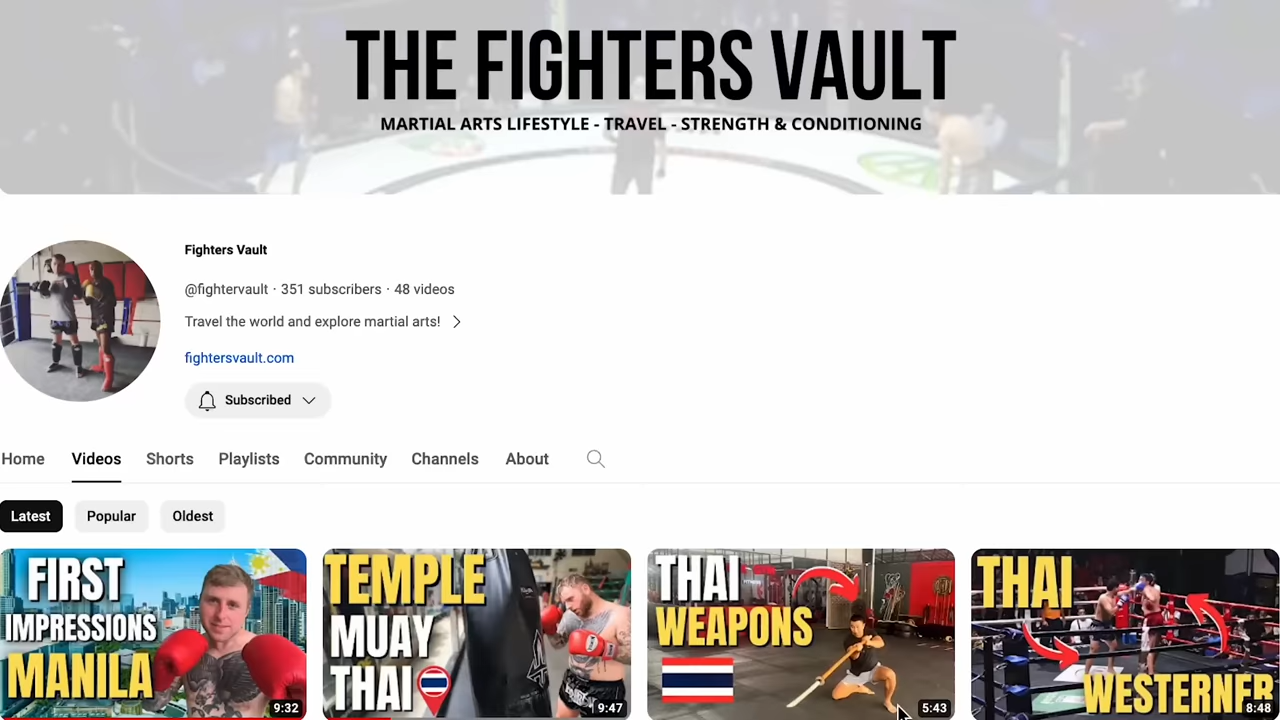 THE FIGHTERS VAULT
MARTIAL ARTS LIFESTYLE - TRAVEL - STRENGTH & CONDITIONING
Fighters Vault
@fightervault · 351 subscribers · 48 videos
Travel the world and explore martial arts!
fightersvault.com
Subscribed
Home Videos Shorts Playlists Community Channels About
Latest Popular Oldest
FIRST
IMPRESSIONS
MANILA
9:32
TEMPLE
MUAY
THAI
9:47
THAI
WEAPONS
5:43
THAI
WESTERNER
8:48